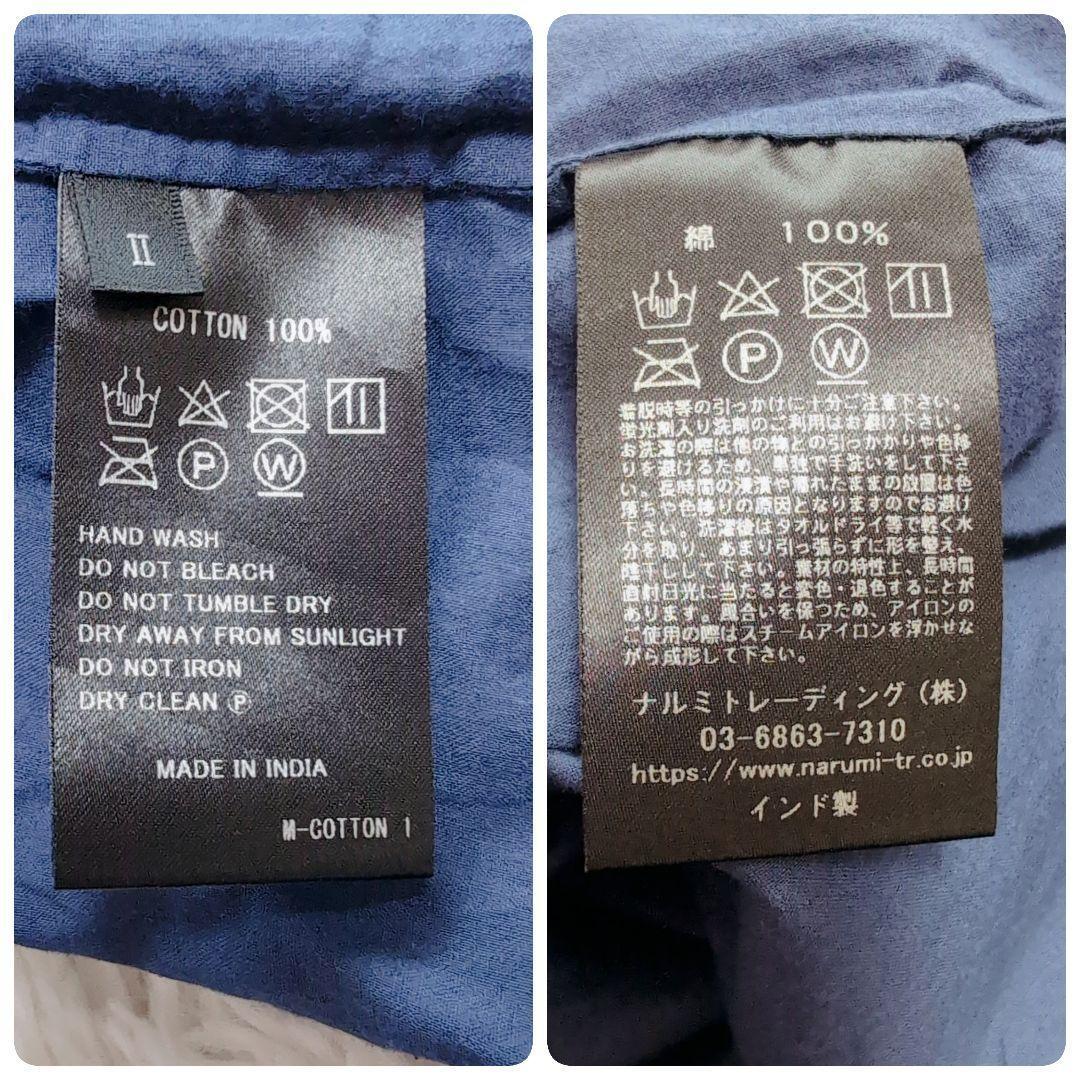 II
COTTON 100%
P W
HAND WASH
DO NOT BLEACH
DO NOT TUMBLE DRY
DRY AWAY FROM SUNLIGHT
DO NOT IRON
DRY CLEAN Ⓟ
MADE IN INDIA
M-COTTON 1
綿 100%
P W
着脱時等の引っかけに十分ご注意下さい。
蛍光剤入り洗剤のご利用はお避け下さい。
お洗濯の際は他の物との引っかかりや色移
りを避けるため、単独で手洗いをして下さ
い。長時間の浸漬や濡れたままの放置は色
落ちや色移りの原因となりますのでお避け
下さい。洗濯後はタオルドライ等で軽く水
分を取り、あまり引っ張らずに形を整え、
陰干しして下さい。素材の特性上、長時間
直射日光に当たると変色・退色することが
あります。風合いを保つため、アイロンの
ご使用の際はスチームアイロンを浮かせな
がら成形して下さい。
ナルミトレーディング(株)
03-6863-7310
https://www.narumi-tr.co.jp
インド製